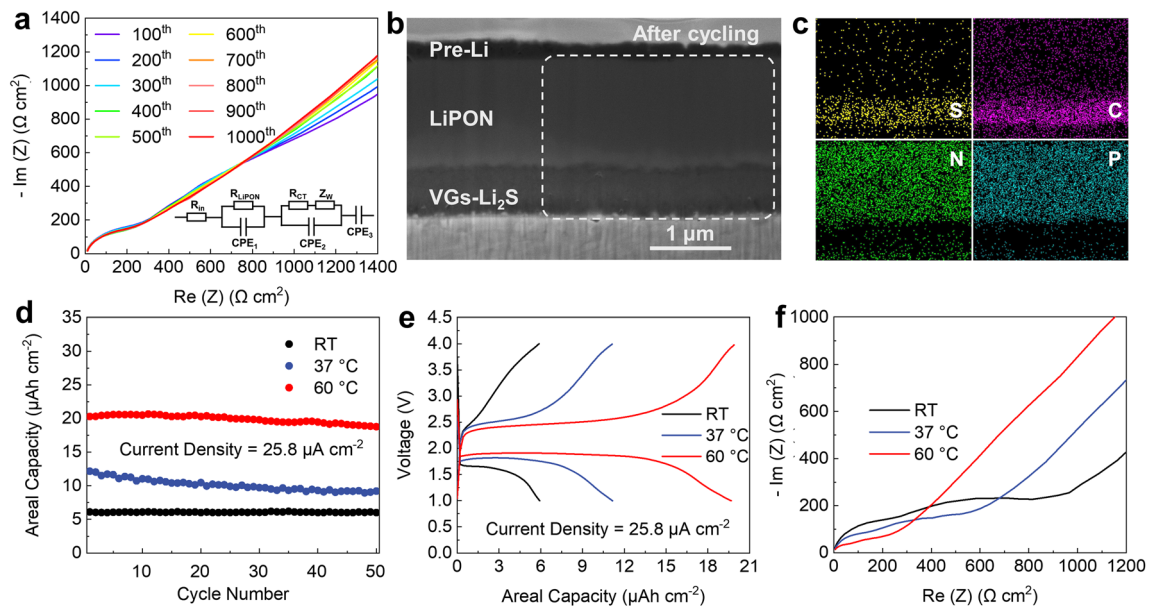 a
1400
1200
1000
800
600
400
200
0
0 200 400 600 800 1000 1200 1400
- Im (Z) (Ω cm²)
Re (Z) (Ω cm²)
100th
200th
300th
400th
500th
600th
700th
800th
900th
1000th
Rin
RLiPON
CPE1
RCT
ZW
CPE2
CPE3
b
After cycling
Pre-Li
LiPON
VGs-Li₂S
1 µm
c
S
C
N
P
d
35
30
25
20
15
10
5
0
0 10 20 30 40 50
Areal Capacity (µAh cm⁻²)
Cycle Number
RT
37 °C
60 °C
Current Density = 25.8 µA cm⁻²
e
4.5
4.0
3.5
3.0
2.5
2.0
1.5
1.0
0.5
0.0
0 3 6 9 12 15 18 21
Voltage (V)
Areal Capacity (µAh cm⁻²)
RT
37 °C
60 °C
Current Density = 25.8 µA cm⁻²
f
1000
800
600
400
200
0
0 200 400 600 800 1000 1200
- Im (Z) (Ω cm²)
Re (Z) (Ω cm²)
RT
37 °C
60 °C